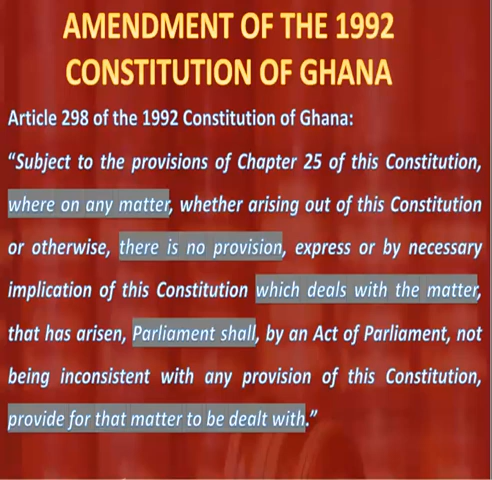 AMENDMENT OF THE 1992
CONSTITUTION OF GHANA
Article 298 of the 1992 Constitution of Ghana:
“Subject to the provisions of Chapter 25 of this Constitution,
where on any matter, whether arising out of this Constitution
or otherwise, there is no provision, express or by necessary
implication of this Constitution which deals with the matter,
that has arisen, Parliament shall, by an Act of Parliament, not
being inconsistent with any provision of this Constitution,
provide for that matter to be dealt with.”